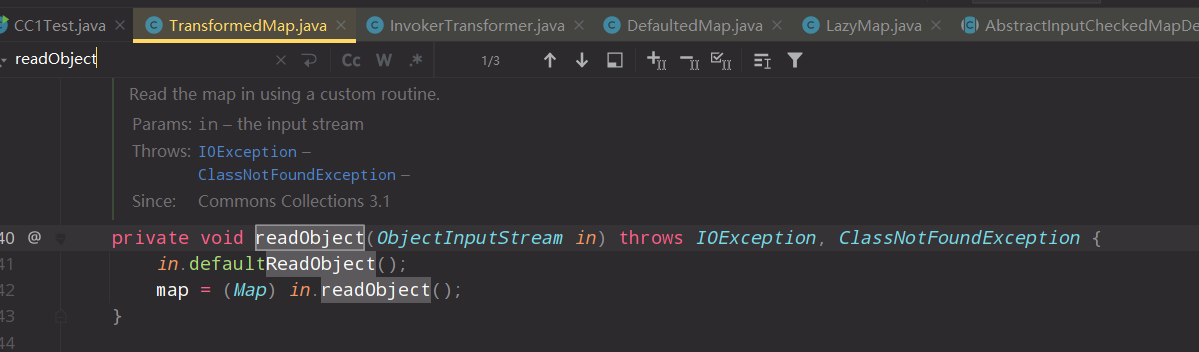 CC1Test.java TransformedMap.java InvokerTransformer.java DefaultedMap.java LazyMap.java AbstractInputCheckedMapDe
readObject Cc W .* 1/3
Read the map in using a custom routine.
Params: in – the input stream
Throws: IOException –
ClassNotFoundException –
Since: Commons Collections 3.1
40 @ private void readObject(ObjectInputStream in) throws IOException, ClassNotFoundException {
41 in.defaultReadObject();
42 map = (Map) in.readObject();
43 }
44